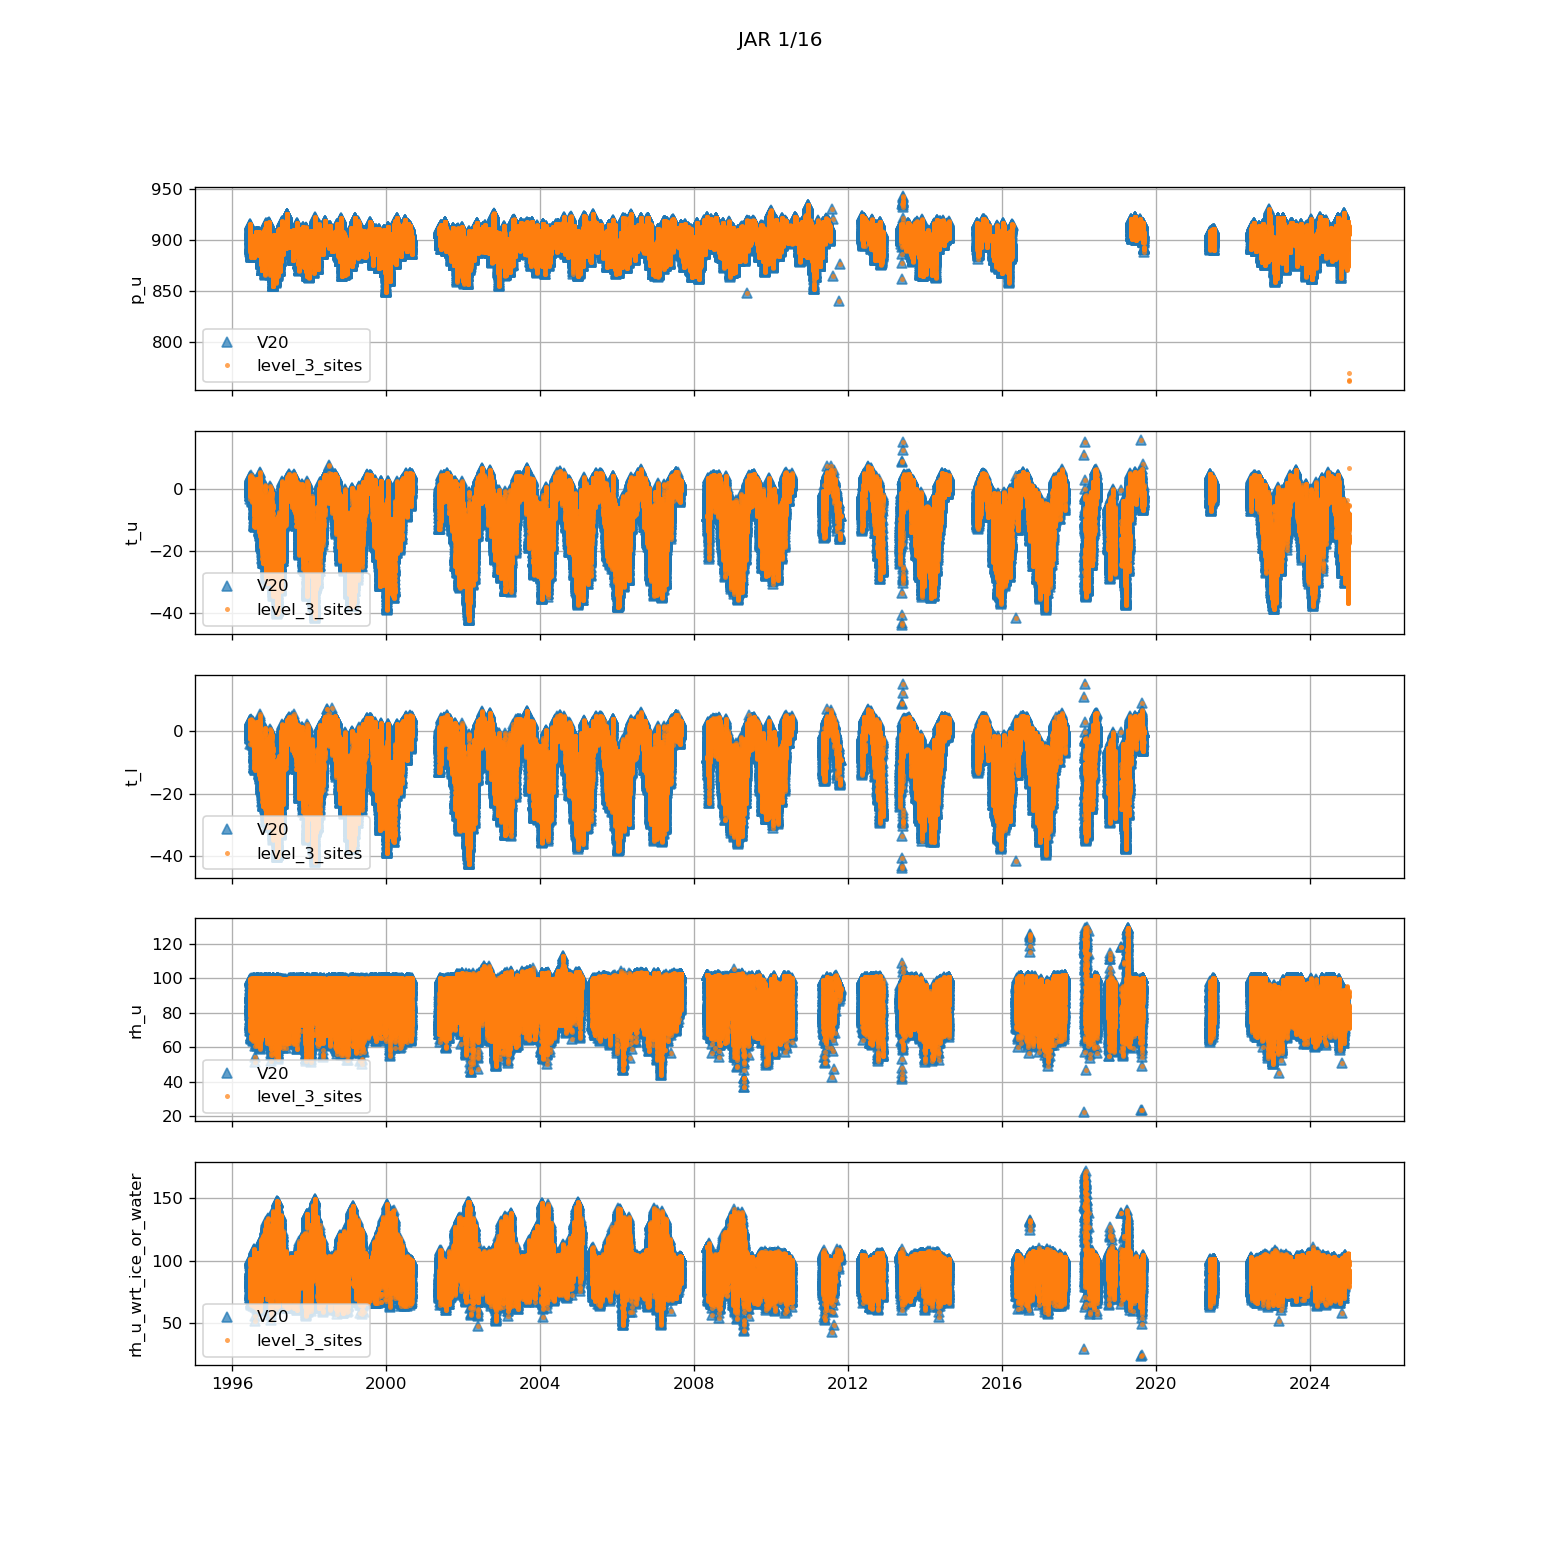 JAR 1/16
950
900
850
800
p_u
V20
level_3_sites
0
−20
−40
t_u
V20
level_3_sites
0
−20
−40
t_l
V20
level_3_sites
120
100
80
60
40
20
rh_u
V20
level_3_sites
150
100
50
rh_u_wrt_ice_or_water
V20
level_3_sites
1996 2000 2004 2008 2012 2016 2020 2024